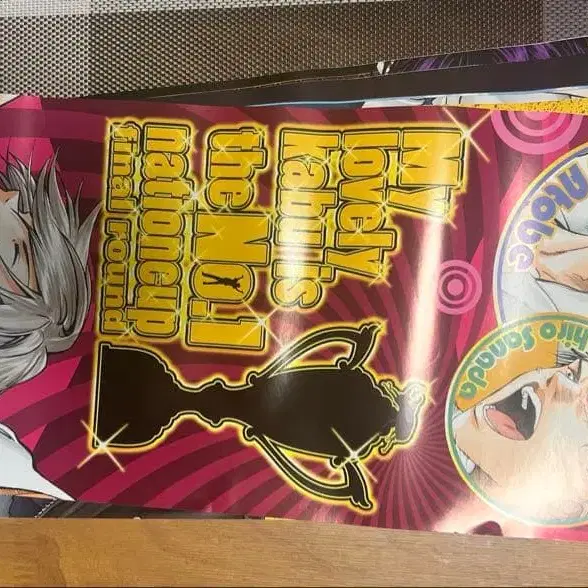 My
lovely
kabu is
the No.1
nationcup
final round
Atobe
hiro Sanada